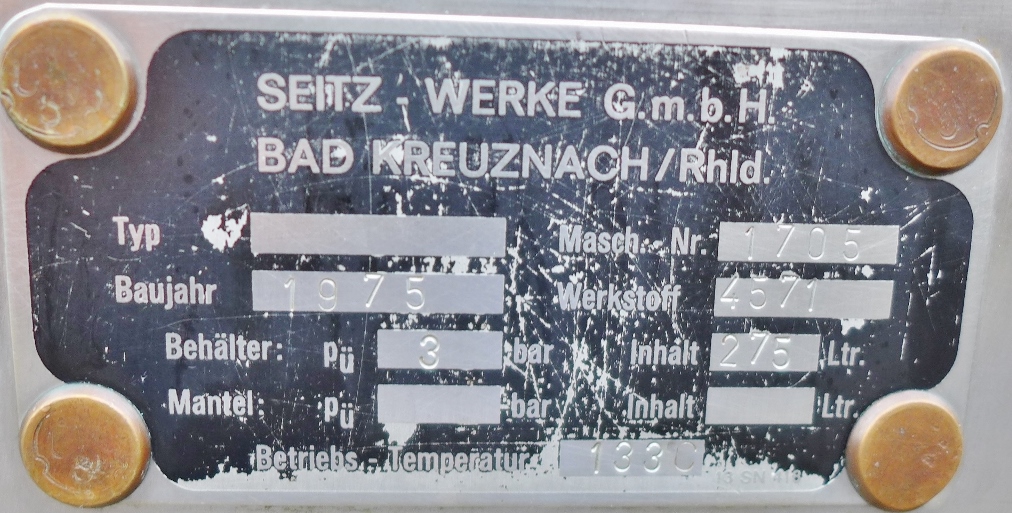 SEITZ - WERKE G.m.b.H.
BAD KREUZNACH/Rhld.
Typ Masch.-Nr. 1705
Baujahr 1975 Werkstoff 4571
Behälter: pü 3 bar Inhalt 275 Ltr.
Mantel: pü bar Inhalt Ltr.
Betriebs.-Temperatur 133C